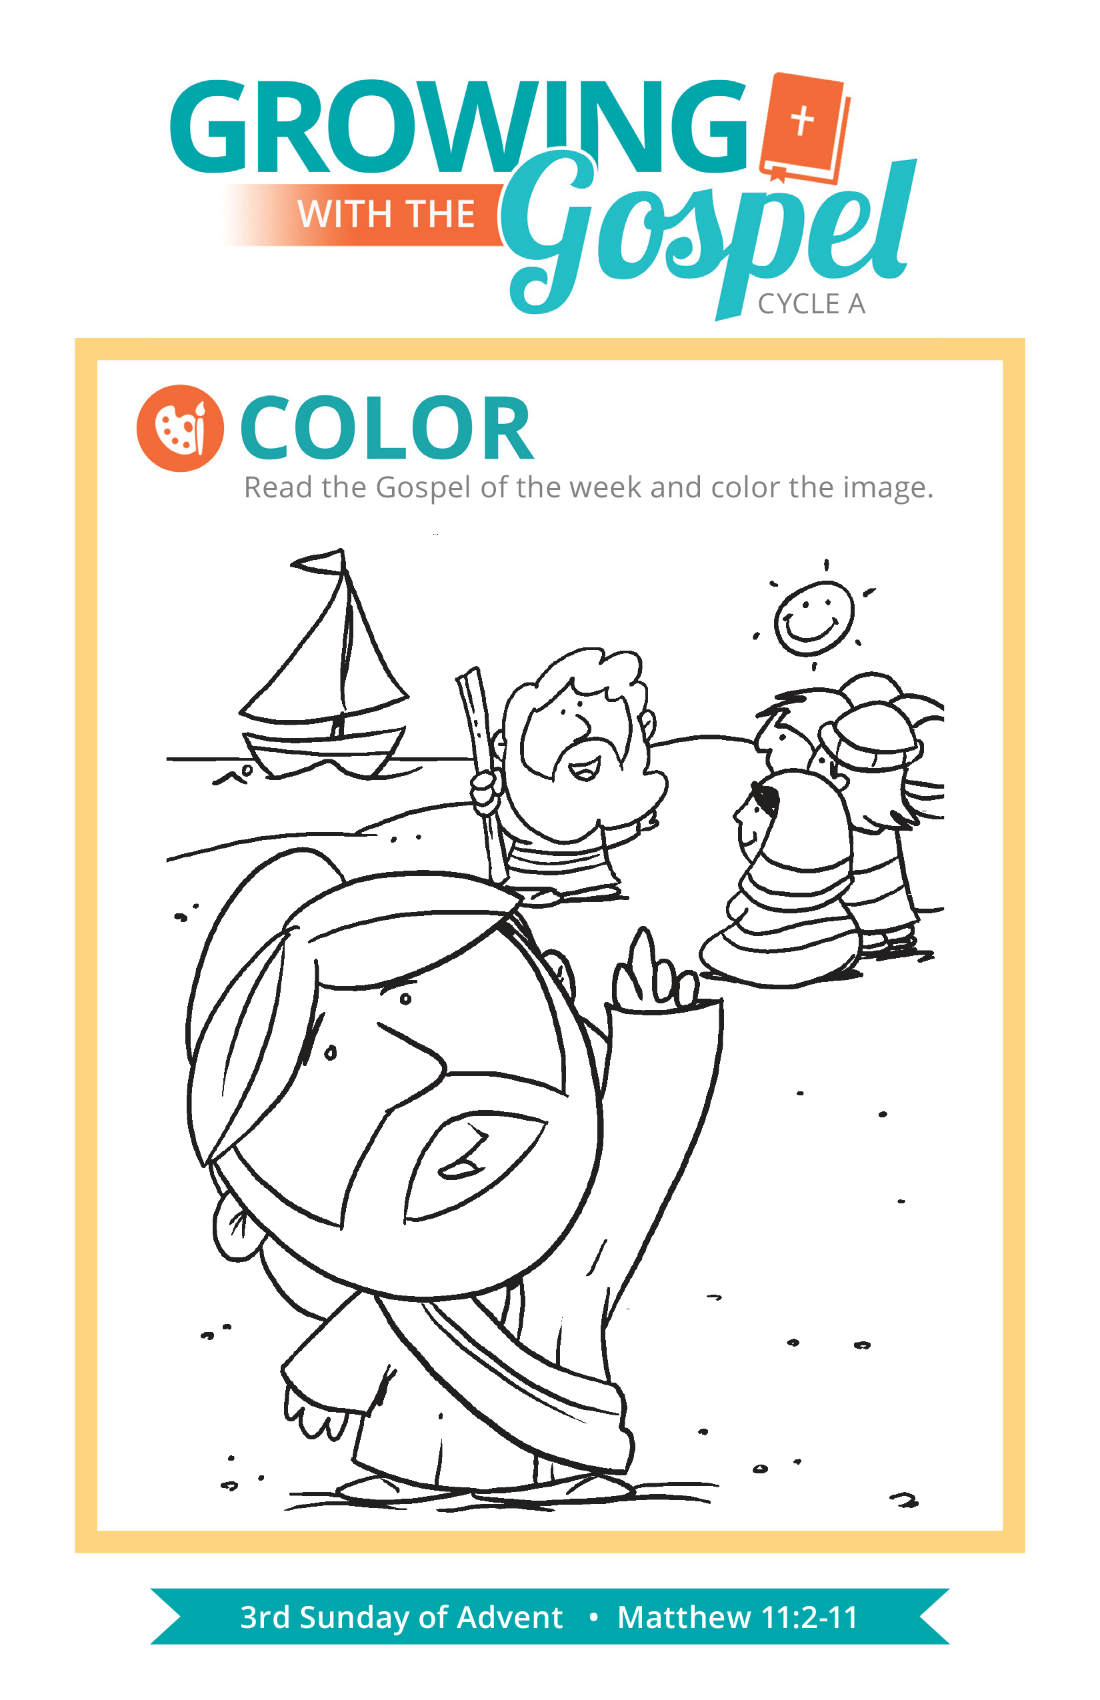 GROWING
WITH THE Gospel
CYCLE A
COLOR
Read the Gospel of the week and color the image.
3rd Sunday of Advent • Matthew 11:2-11